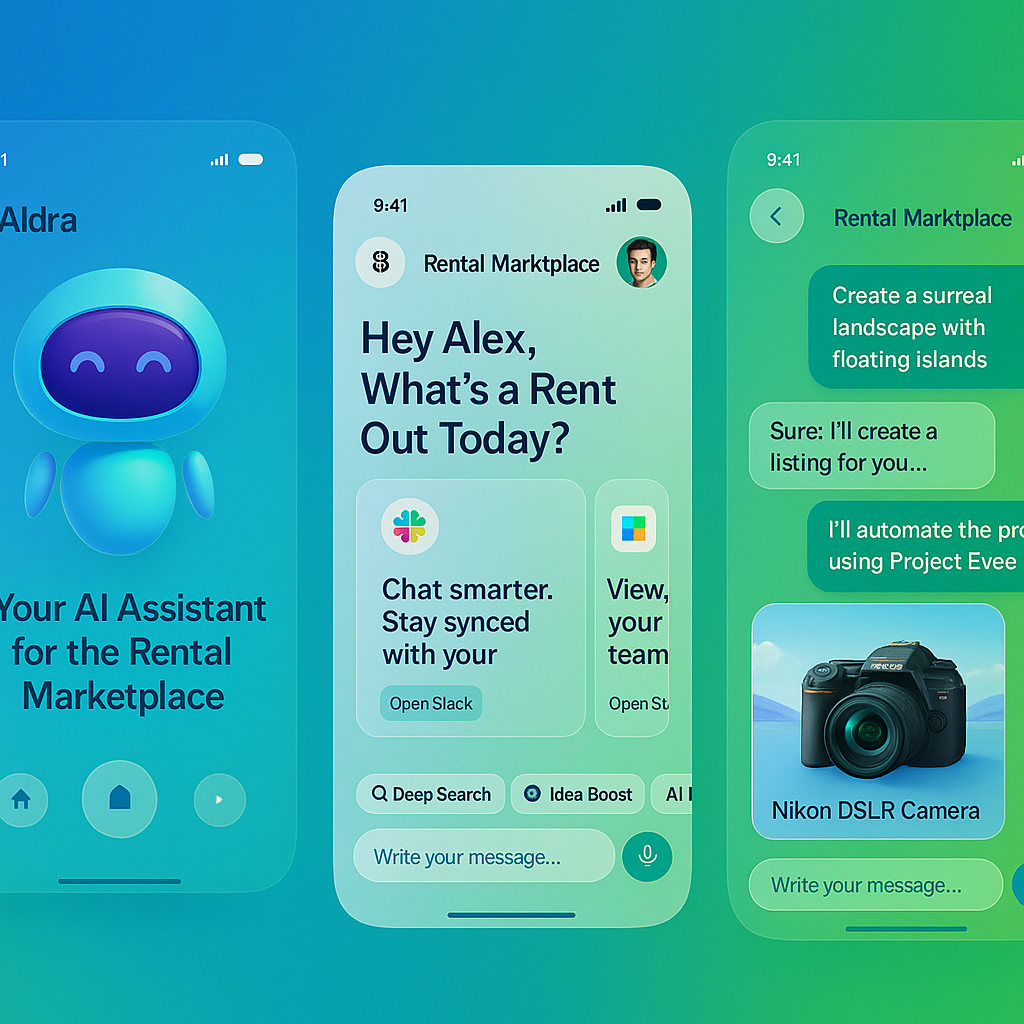 1
Aldra
Your AI Assistant
for the Rental
Marketplace
9:41
Rental Marktplace
Hey Alex,
What's a Rent
Out Today?
Chat smarter.
Stay synced
with your
Open Slack
View,
your
team
Open St
Deep Search
Idea Boost
AI
Write your message...
9:41
Rental Marktplace
Create a surreal
landscape with
floating islands
Sure: I'll create a
listing for you...
I'll automate the pro
using Project Evee
Nikon DSLR Camera
Write your message...